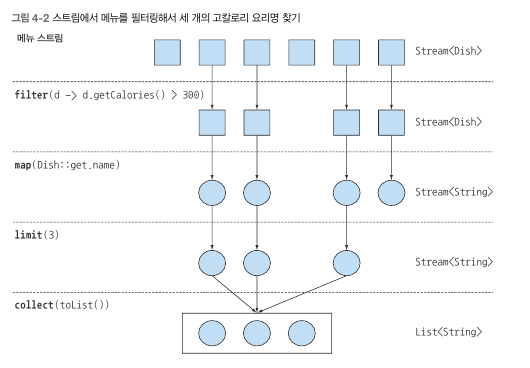 그림 4-2 스트림에서 메뉴를 필터링해서 세 개의 고칼로리 요리명 찾기
메뉴 스트림
Stream<Dish>
filter(d -> d.getCalories() > 300)
Stream<Dish>
map(Dish::get.name)
Stream<String>
limit(3)
Stream<String>
collect(toList())
List<String>